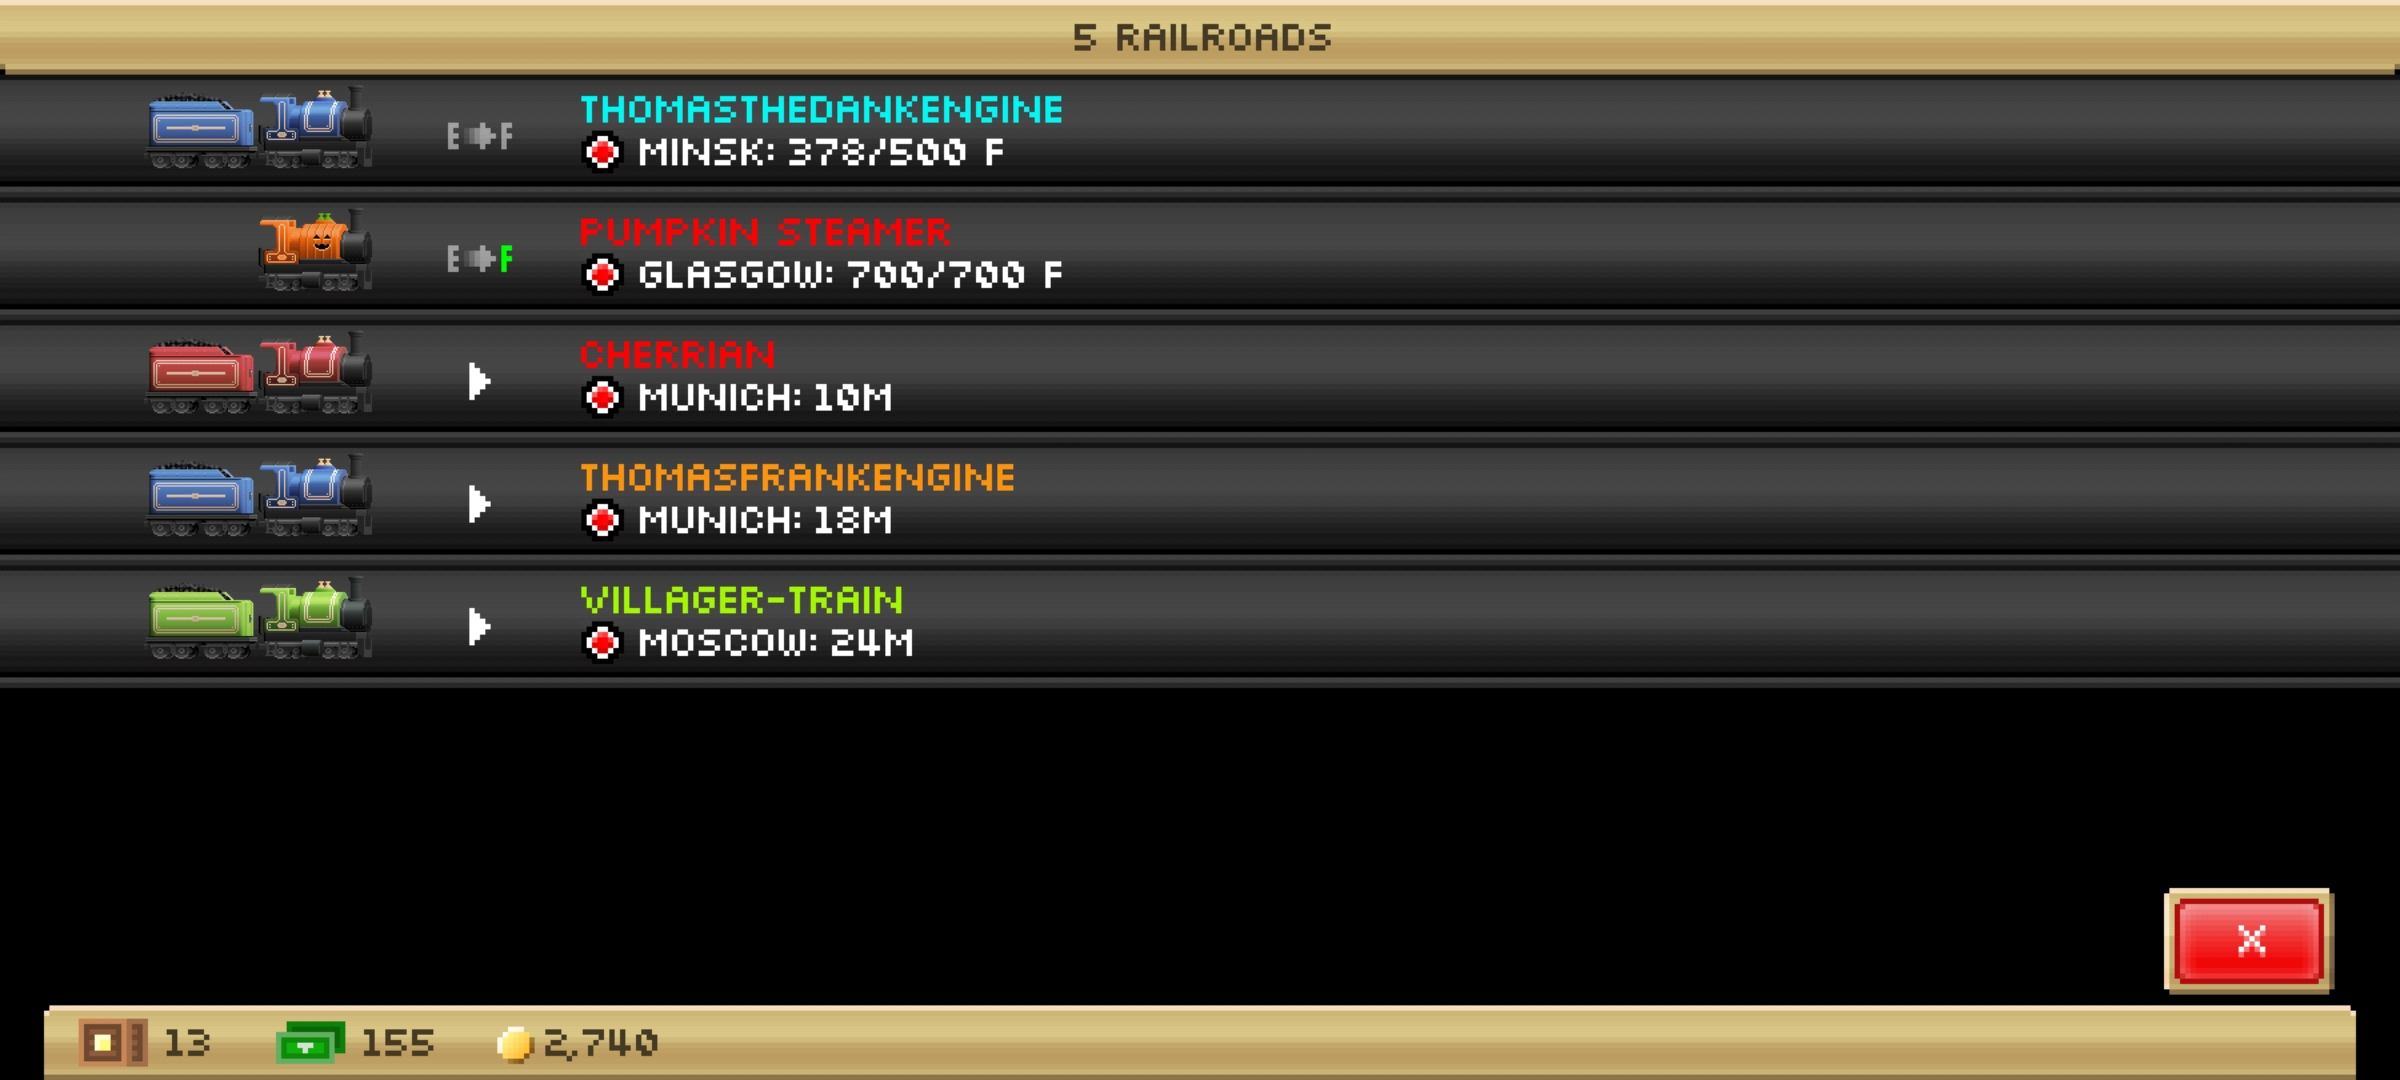 5 RAILROADS
THOMASTHEDANKENGINE
E F
MINSK: 378/500 F
PUMPKIN STEAMER
E F
GLASGOW: 700/700 F
CHERRIAN
MUNICH: 10M
THOMASFRANKENGINE
MUNICH: 18M
VILLAGER-TRAIN
MOSCOW: 24M
X
13 155 2,740